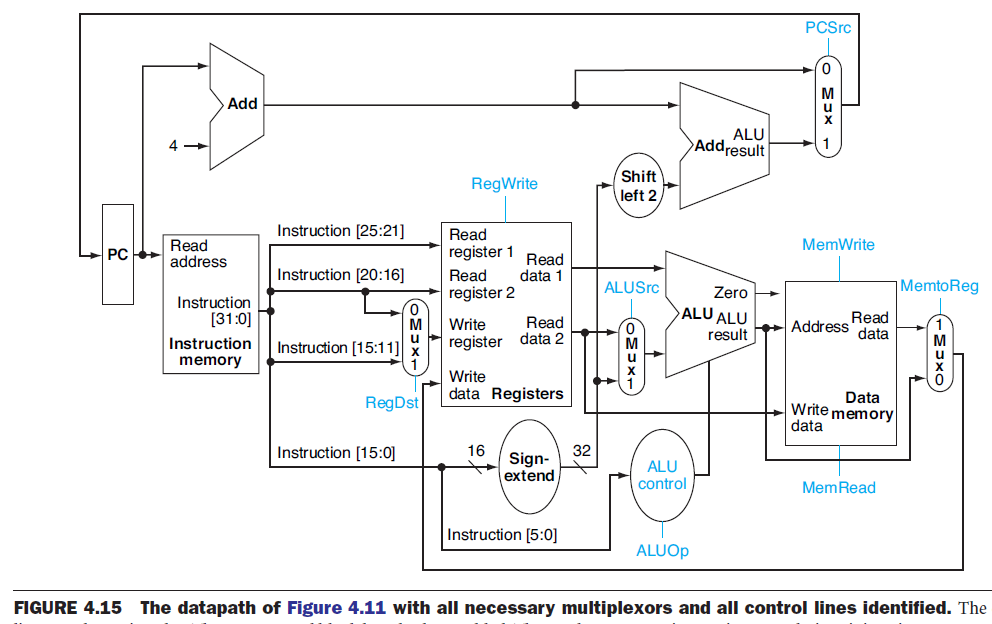 PCSrc
0
Mux
1
Add
4
Add
ALU
result
Shift
left 2
RegWrite
PC
Read
address
Instruction
[31:0]
Instruction
memory
Instruction [25:21]
Instruction [20:16]
Instruction [15:11]
0
Mux
1
RegDst
Read
register 1
Read
register 2
Write
register
Write
data
Registers
Read
data 1
Read
data 2
ALUSrc
0
Mux
1
Zero
ALU
ALU
result
MemWrite
Address
Read
data
Write
data
Data
memory
MemRead
MemtoReg
1
Mux
0
Instruction [15:0]
16
Sign-
extend
32
ALU
control
Instruction [5:0]
ALUOp
FIGURE 4.15 The datapath of Figure 4.11 with all necessary multiplexors and all control lines identified. The